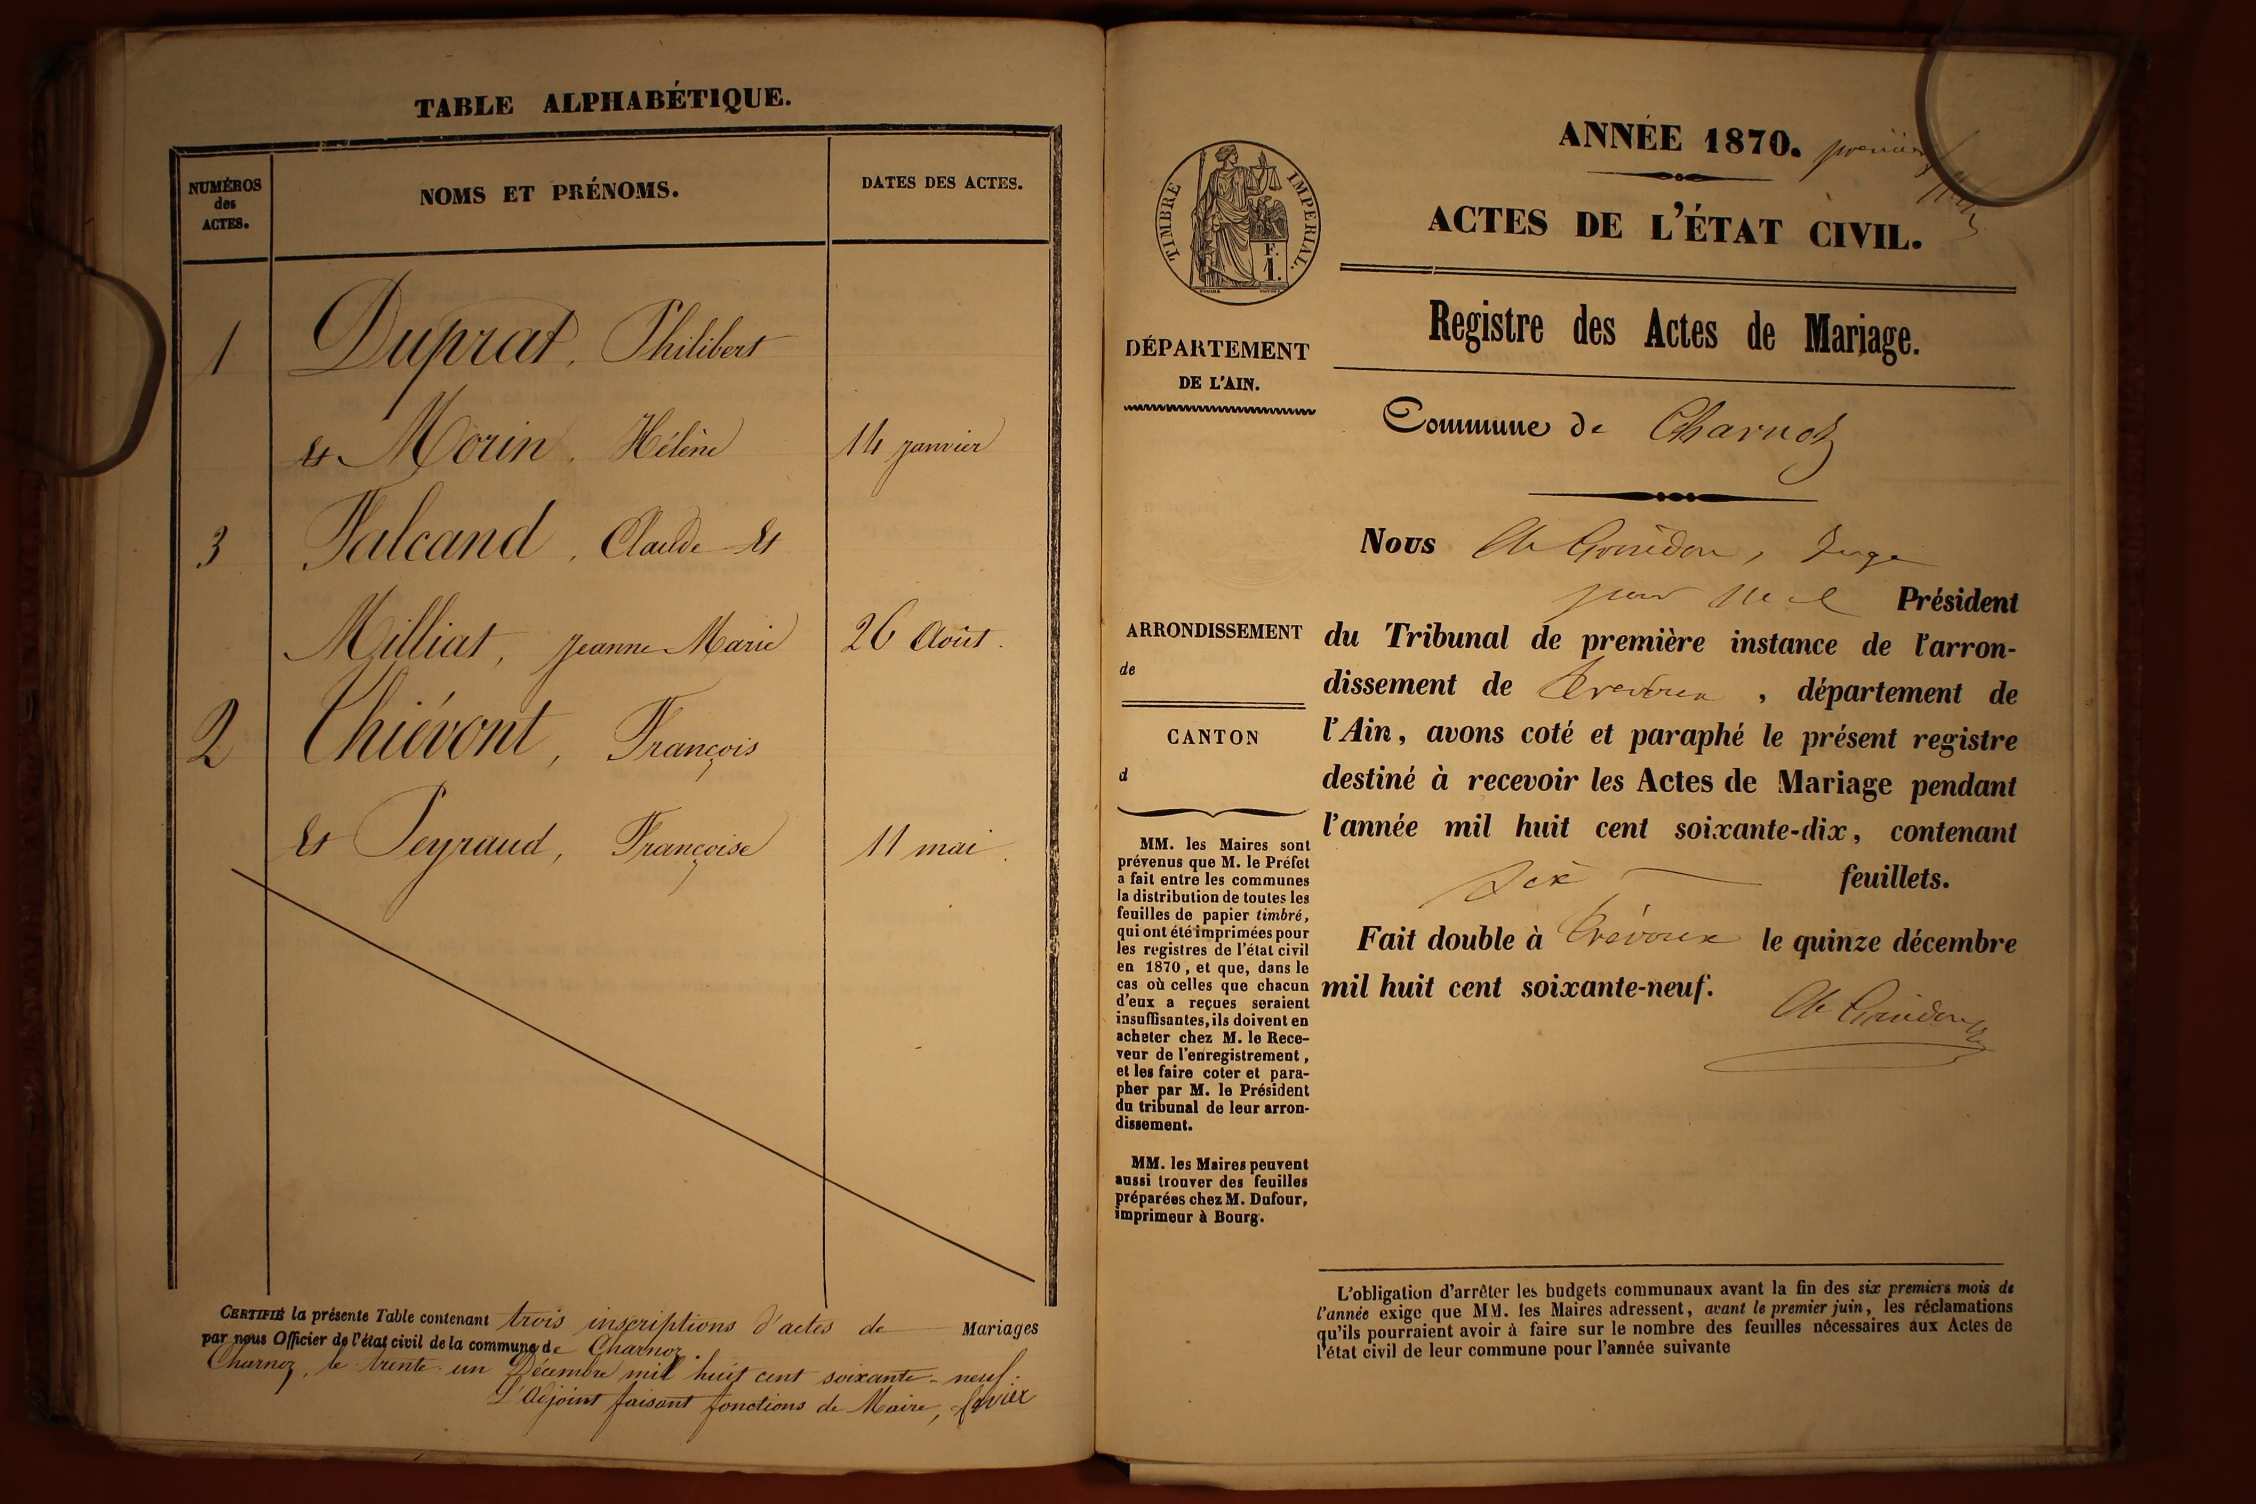 TABLE ALPHABÉTIQUE.
NUMÉROS
des
ACTES.
NOMS ET PRÉNOMS.
DATES DES ACTES.
1 Duprat, Philibert
et Morin, Hélène 14 janvier
3 Falcand, Claude et
Milliat, Jeanne Marie 26 Août.
2 Thiévont, François
et Peyraud, Françoise 11 mai.
CERTIFIÉ la présente Table contenant trois inscriptions d'actes de Mariages
par nous Officier de l'état civil de la commune de Charnoz.
Charnoz, le trente-un Décembre mil huit cent soixante-neuf.
L'Adjoint faisant fonctions de Maire,
TIMBRE IMPERIAL.
F.
1.
DÉPARTEMENT
DE L'AIN.
ARRONDISSEMENT
de
CANTON
d
MM. les Maires sont
prévenus que M. le Préfet
a fait entre les communes
la distribution de toutes les
feuilles de papier timbré,
qui ont été imprimées pour
les registres de l'état civil
en 1870, et que, dans le
cas où celles que chacun
d'eux a reçues seraient
insuffisantes, ils doivent en
acheter chez M. le Rece-
veur de l'enregistrement,
et les faire coter et para-
pher par M. le Président
du tribunal de leur arron-
dissement.
MM. les Maires peuvent
aussi trouver des feuilles
préparées chez M. Dufour,
imprimeur à Bourg.
ANNÉE 1870. premier
ACTES DE L'ÉTAT CIVIL.
Registre des Actes de Mariage.
Commune de Charnoz
Nous Juge
pour Président
du Tribunal de première instance de l'arron-
dissement de Trevoux, département de
l'Ain, avons coté et paraphé le présent registre
destiné à recevoir les Actes de Mariage pendant
l'année mil huit cent soixante-dix, contenant
feuillets.
Fait double à Trévoux le quinze décembre
mil huit cent soixante-neuf.
L'obligation d'arrêter les budgets communaux avant la fin des six premiers mois de
l'année exige que MM. les Maires adressent, avant le premier juin, les réclamations
qu'ils pourraient avoir à faire sur le nombre des feuilles nécessaires aux Actes de
l'état civil de leur commune pour l'année suivante